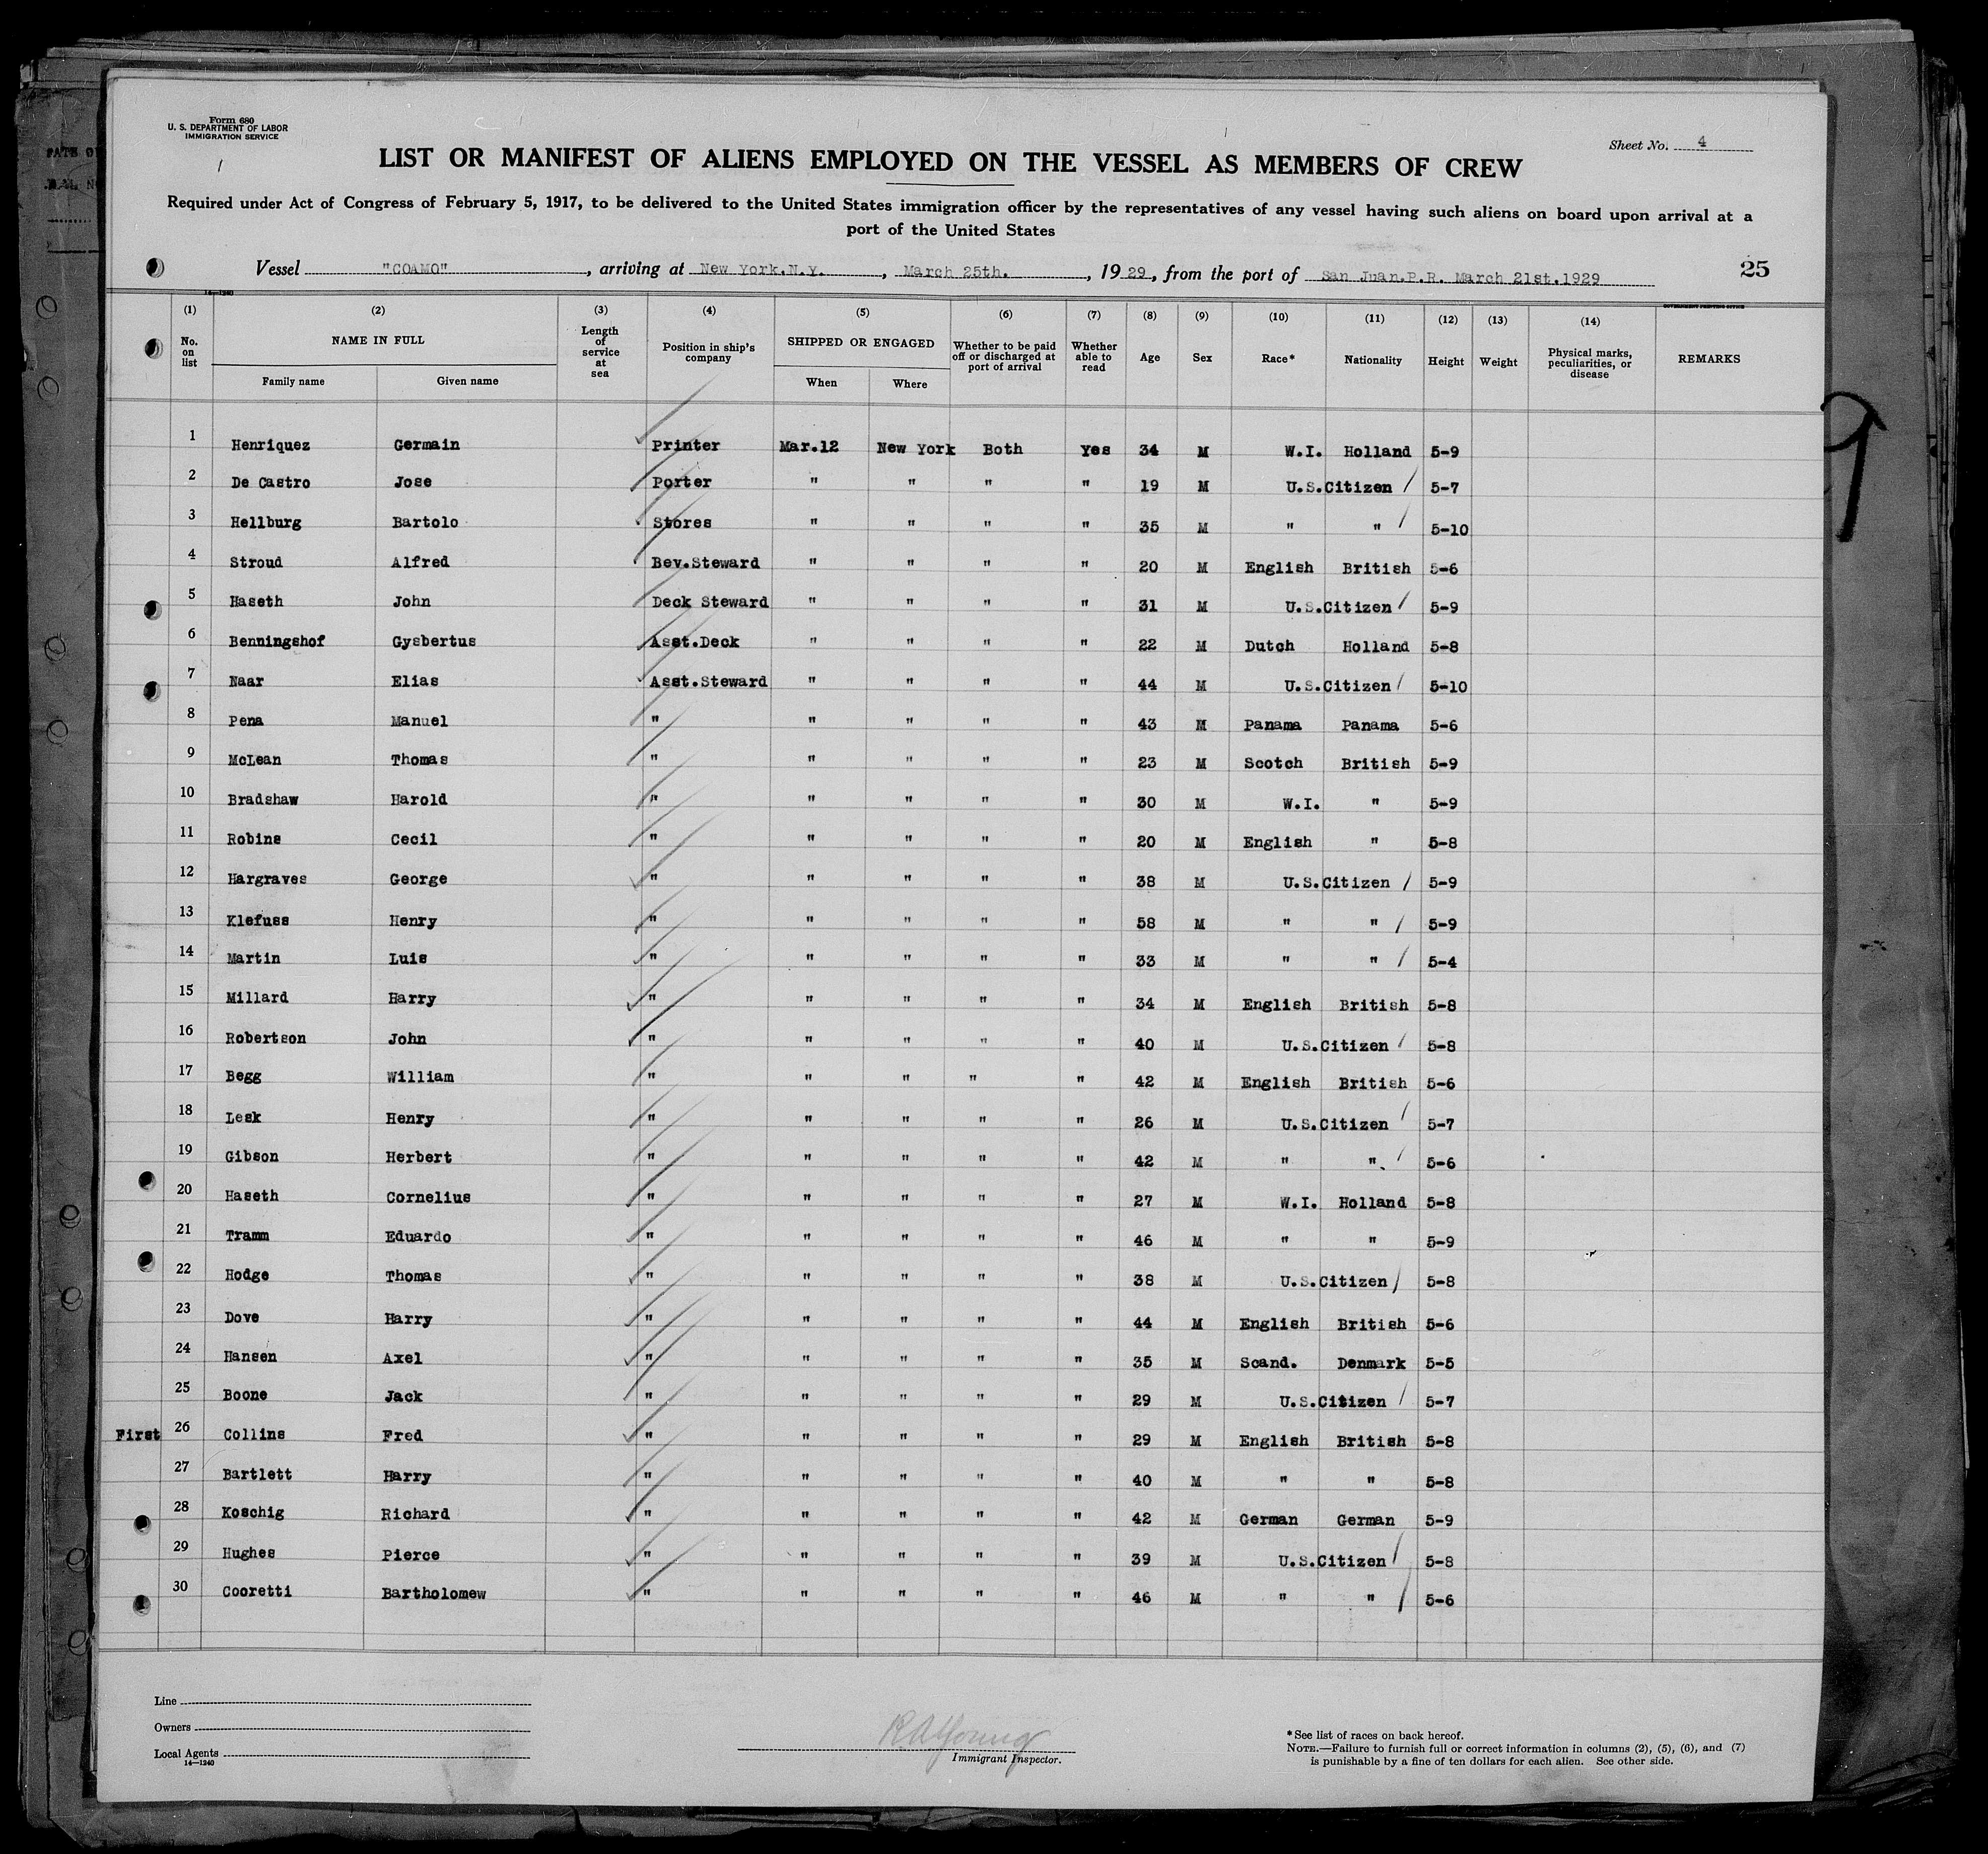 Form 680
U. S. DEPARTMENT OF LABOR
IMMIGRATION SERVICE
Sheet No. 4
LIST OR MANIFEST OF ALIENS EMPLOYED ON THE VESSEL AS MEMBERS OF CREW
Required under Act of Congress of February 5, 1917, to be delivered to the United States immigration officer by the representatives of any vessel having such aliens on board upon arrival at a
port of the United States
Vessel "COAMO", arriving at New York.N.Y., March 25th., 1929, from the port of San Juan.P.R. March 21st.1929 25
14—1240 GOVERNMENT PRINTING OFFICE
(1) (2) (3) (4) (5) (6) (7) (8) (9) (10) (11) (12) (13) (14)
No. on list NAME IN FULL Family name Given name Length of service at sea Position in ship's company SHIPPED OR ENGAGED When Where Whether to be paid off or discharged at port of arrival Whether able to read Age Sex Race* Nationality Height Weight Physical marks, peculiarities, or disease REMARKS
1 Henriquez Germain Printer Mar.12 New York Both Yes 34 M W.I. Holland 5-9
2 De Castro Jose Porter " " " " 19 M U.S.Citizen 5-7
3 Hellburg Bartolo Stores " " " " 35 M " " 5-10
4 Stroud Alfred Bev.Steward " " " " 20 M English British 5-6
5 Haseth John Deck Steward " " " " 31 M U.S.Citizen 5-9
6 Benningshof Gysbertus Asst.Deck " " " " 22 M Dutch Holland 5-8
7 Naar Elias Asst.Steward " " " " 44 M U.S.Citizen 5-10
8 Pena Manuel " " " " " 43 M Panama Panama 5-6
9 McLean Thomas " " " " " 23 M Scotch British 5-9
10 Bradshaw Harold " " " " " 30 M W.I. " 5-9
11 Robins Cecil " " " " " 20 M English " 5-8
12 Hargraves George " " " " " 38 M U.S.Citizen 5-9
13 Klefuss Henry " " " " " 58 M " " 5-9
14 Martin Luis " " " " " 33 M " " 5-4
15 Millard Harry " " " " " 34 M English British 5-8
16 Robertson John " " " " " 40 M U.S.Citizen 5-8
17 Begg William " " " " " 42 M English British 5-6
18 Lesk Henry " " " " " 26 M U.S.Citizen 5-7
19 Gibson Herbert " " " " " 42 M " " 5-6
20 Haseth Cornelius " " " " " 27 M W.I. Holland 5-8
21 Tramm Eduardo " " " " " 46 M " " 5-9
22 Hodge Thomas " " " " " 38 M U.S.Citizen 5-8
23 Dove Harry " " " " " 44 M English British 5-6
24 Hansen Axel " " " " " 35 M Scand. Denmark 5-5
25 Boone Jack " " " " " 29 M U.S.Citizen 5-7
First 26 Collins Fred " " " " " 29 M English British 5-8
27 Bartlett Harry " " " " " 40 M " " 5-8
28 Koschig Richard " " " " " 42 M German German 5-9
29 Hughes Pierce " " " " " 39 M U.S.Citizen 5-8
30 Cooretti Bartholomew " " " " " 46 M " " 5-6
Line
Owners
Local Agents
14—1240
R A Young
Immigrant Inspector.
*See list of races on back hereof.
NOTE.—Failure to furnish full or correct information in columns (2), (5), (6), and (7)
is punishable by a fine of ten dollars for each alien. See other side.